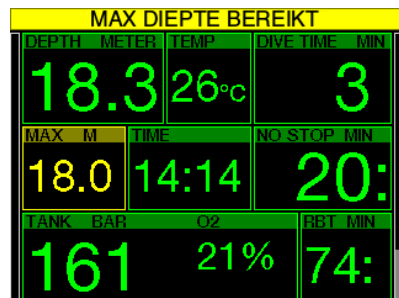 MAX DIEPTE BEREIKT
DEPTH METER TEMP DIVE TIME MIN
18.3 26°C 3
MAX M TIME NO STOP MIN
18.0 14:14 20:
TANK BAR O2 RBT MIN
161 21% 74: